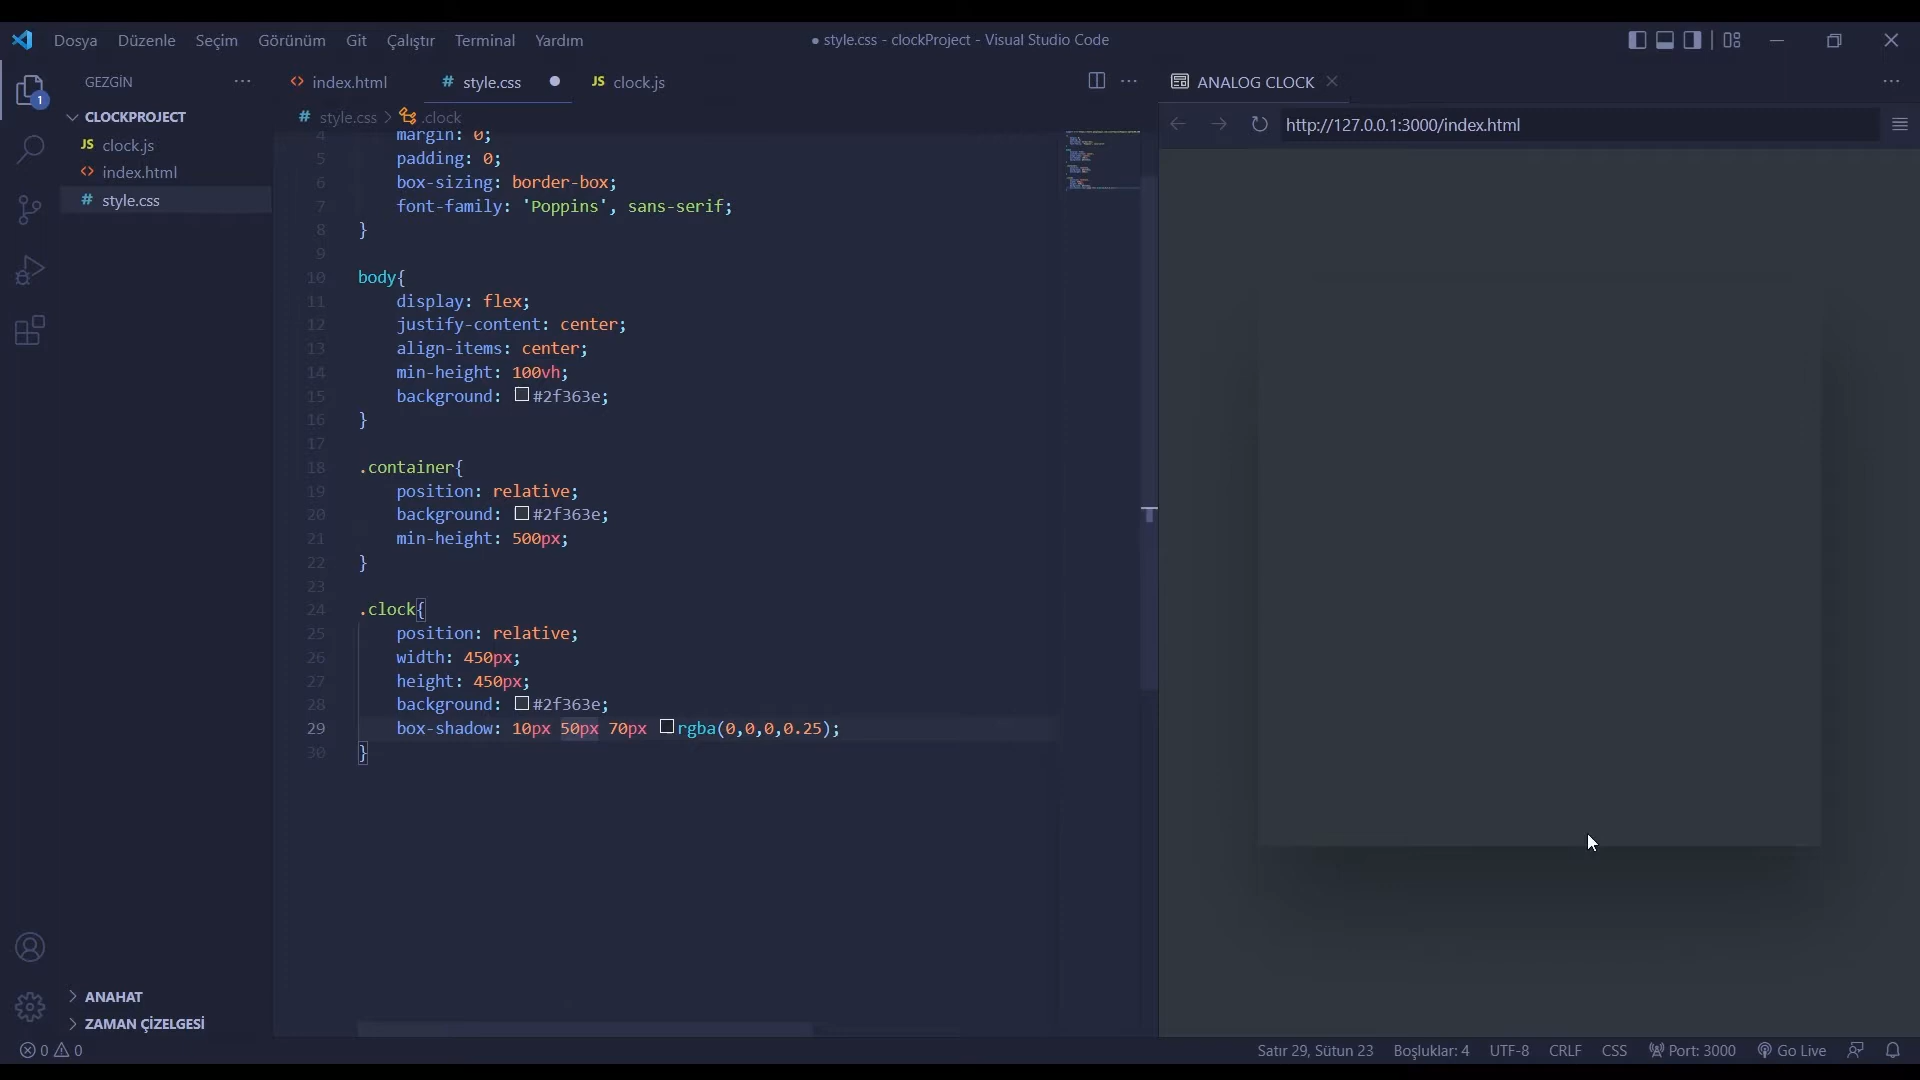 Dosya Düzenle Seçim Görünüm Git Çalıştır Terminal Yardım
● style.css - clockProject - Visual Studio Code
GEZGİN
1
CLOCKPROJECT
JS clock.js
<> index.html
# style.css
<> index.html
# style.css ●
JS clock.js
# style.css > .clock
4 margin: 0;
5 padding: 0;
6 box-sizing: border-box;
7 font-family: 'Poppins', sans-serif;
8 }
9
10 body{
11 display: flex;
12 justify-content: center;
13 align-items: center;
14 min-height: 100vh;
15 background: #2f363e;
16 }
17
18 .container{
19 position: relative;
20 background: #2f363e;
21 min-height: 500px;
22 }
23
24 .clock{
25 position: relative;
26 width: 450px;
27 height: 450px;
28 background: #2f363e;
29 box-shadow: 10px 50px 70px rgba(0,0,0,0.25);
30 }
ANALOG CLOCK
http://127.0.0.1:3000/index.html
ANAHAT
ZAMAN ÇİZELGESİ
0 0
Satır 29, Sütun 23 Boşluklar: 4 UTF-8 CRLF CSS Port: 3000 Go Live